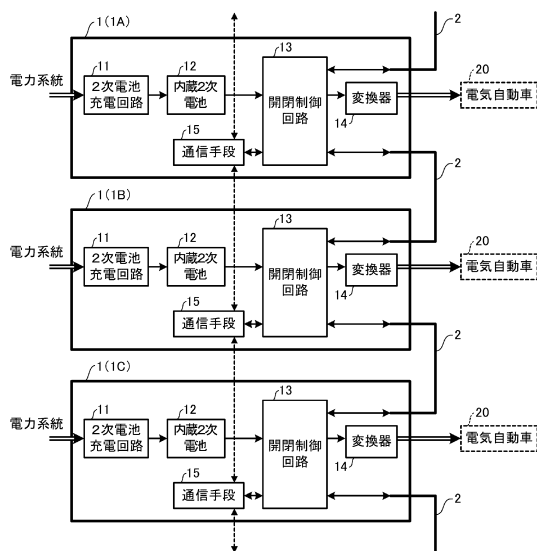 1(1A)
2
電力系統
11
2次電池
充電回路
12
内蔵2次
電池
13
開閉制御
回路
変換器
14
20
電気自動車
15
通信手段
2
1(1B)
電力系統
11
2次電池
充電回路
12
内蔵2次
電池
13
開閉制御
回路
変換器
14
20
電気自動車
15
通信手段
2
1(1C)
電力系統
11
2次電池
充電回路
12
内蔵2次
電池
13
開閉制御
回路
変換器
14
20
電気自動車
15
通信手段
2